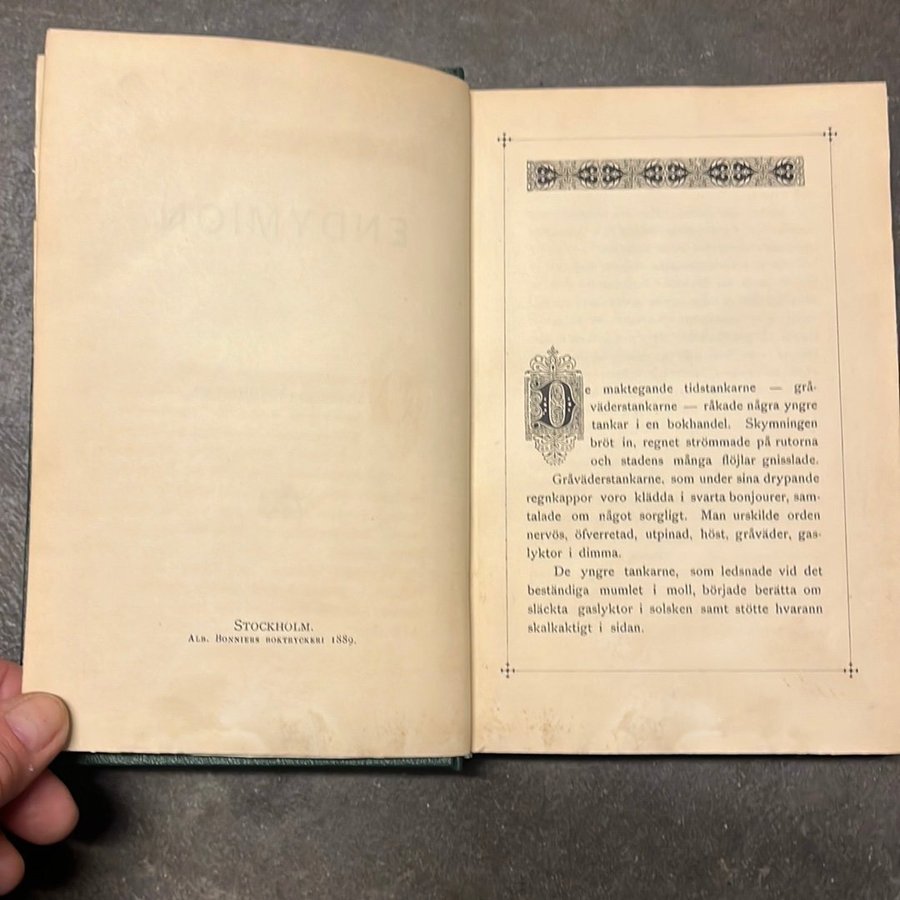 ENDYMION
STOCKHOLM.
ALB. BONNIERS BOKTRYCKERI 1889.
De maktegande tidstankarne — grå-
väderstankarne — råkade några yngre
tankar i en bokhandel. Skymningen
bröt in, regnet strömmade på rutorna
och stadens många flöjlar gnisslade.
Gråväderstankarne, som under sina drypande
regnkappor voro klädda i svarta bonjourer, sam-
talade om något sorgligt. Man urskilde orden
nervös, öfverretad, utpinad, höst, gråväder, gas-
lyktor i dimma.
De yngre tankarne, som ledsnade vid det
beständiga mumlet i moll, började berätta om
släckta gaslyktor i solsken samt stötte hvarann
skalkaktigt i sidan.